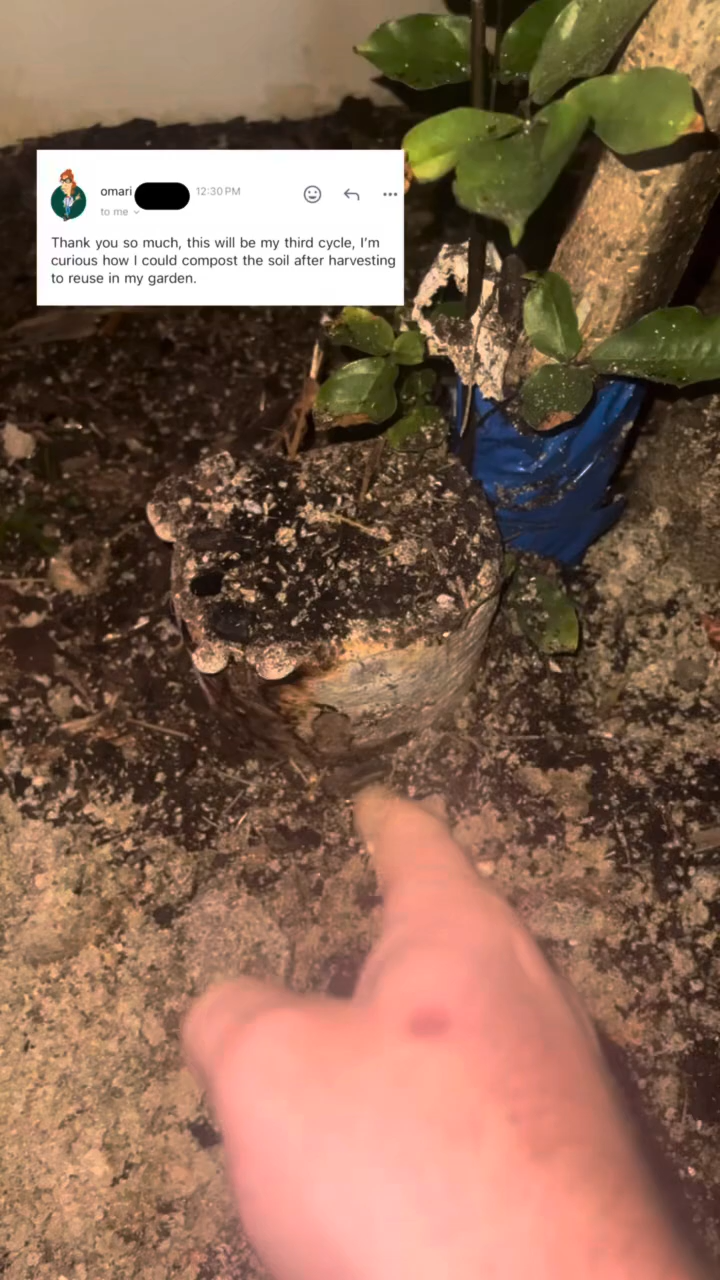 omari 12:30 PM
to me
Thank you so much, this will be my third cycle, I'm
curious how I could compost the soil after harvesting
to reuse in my garden.